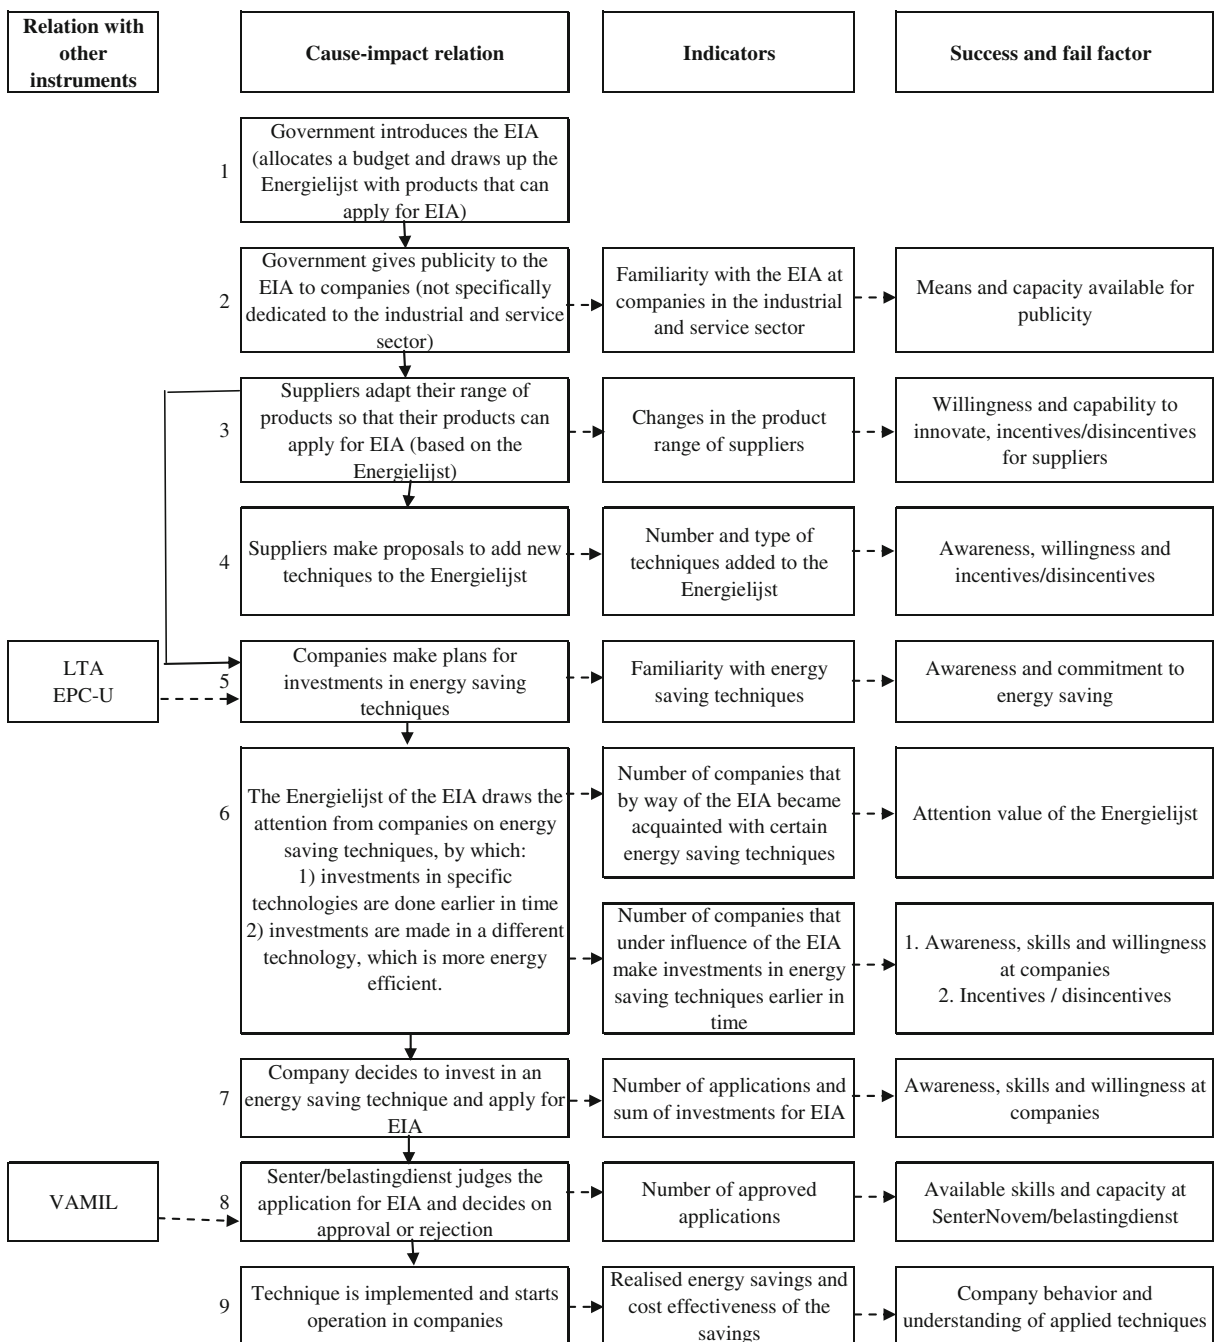 Relation with
other
instruments
Cause-impact relation
Indicators
Success and fail factor
1
Government introduces the EIA
(allocates a budget and draws up the
Energielijst with products that can
apply for EIA)
2
Government gives publicity to the
EIA to companies (not specifically
dedicated to the industrial and service
sector)
Familiarity with the EIA at
companies in the industrial
and service sector
Means and capacity available for
publicity
3
Suppliers adapt their range of
products so that their products can
apply for EIA (based on the
Energielijst)
Changes in the product
range of suppliers
Willingness and capability to
innovate, incentives/disincentives
for suppliers
4
Suppliers make proposals to add new
techniques to the Energielijst
Number and type of
techniques added to the
Energielijst
Awareness, willingness and
incentives/disincentives
LTA
EPC-U
5
Companies make plans for
investments in energy saving
techniques
Familiarity with energy
saving techniques
Awareness and commitment to
energy saving
6
The Energielijst of the EIA draws the
attention from companies on energy
saving techniques, by which:
1) investments in specific
technologies are done earlier in time
2) investments are made in a different
technology, which is more energy
efficient.
Number of companies that
by way of the EIA became
acquainted with certain
energy saving techniques
Attention value of the Energielijst
Number of companies that
under influence of the EIA
make investments in energy
saving techniques earlier in
time
1. Awareness, skills and willingness
at companies
2. Incentives / disincentives
7
Company decides to invest in an
energy saving technique and apply for
EIA
Number of applications and
sum of investments for EIA
Awareness, skills and willingness at
companies
VAMIL
8
Senter/belastingdienst judges the
application for EIA and decides on
approval or rejection
Number of approved
applications
Available skills and capacity at
SenterNovem/belastingdienst
9
Technique is implemented and starts
operation in companies
Realised energy savings and
cost effectiveness of the
savings
Company behavior and
understanding of applied techniques